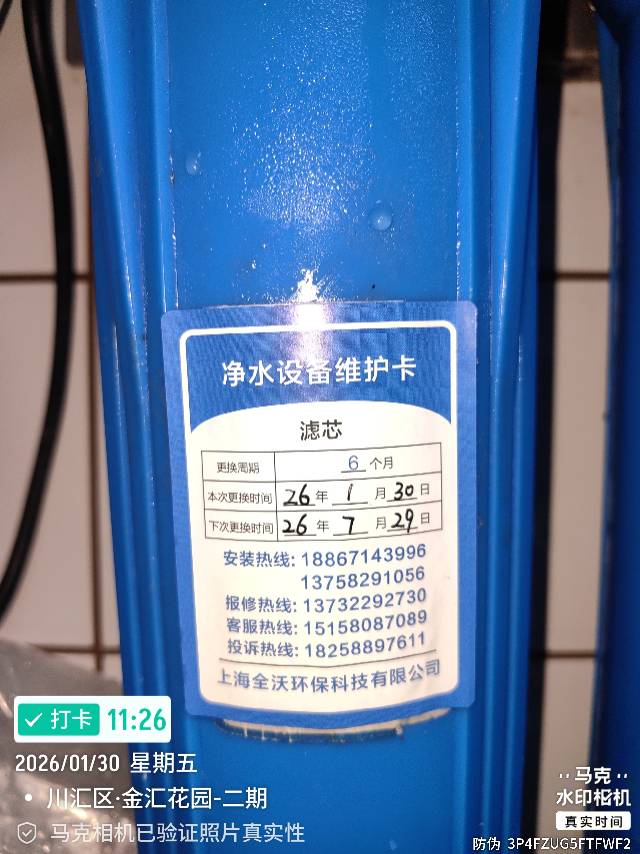 净水设备维护卡
滤芯
更换周期 6 个月
本次更换时间 26 年 1 月 30 日
下次更换时间 26 年 7 月 29 日
安装热线: 18867143996
13758291056
报修热线: 13732292730
客服热线: 15158087089
投诉热线: 18258897611
上海全沃环保科技有限公司
打卡 11:26
2026/01/30 星期五
川汇区·金汇花园-二期
马克相机已验证照片真实性
马克
水印相机
真实时间
防伪 3P4FZUG5FTFWF2